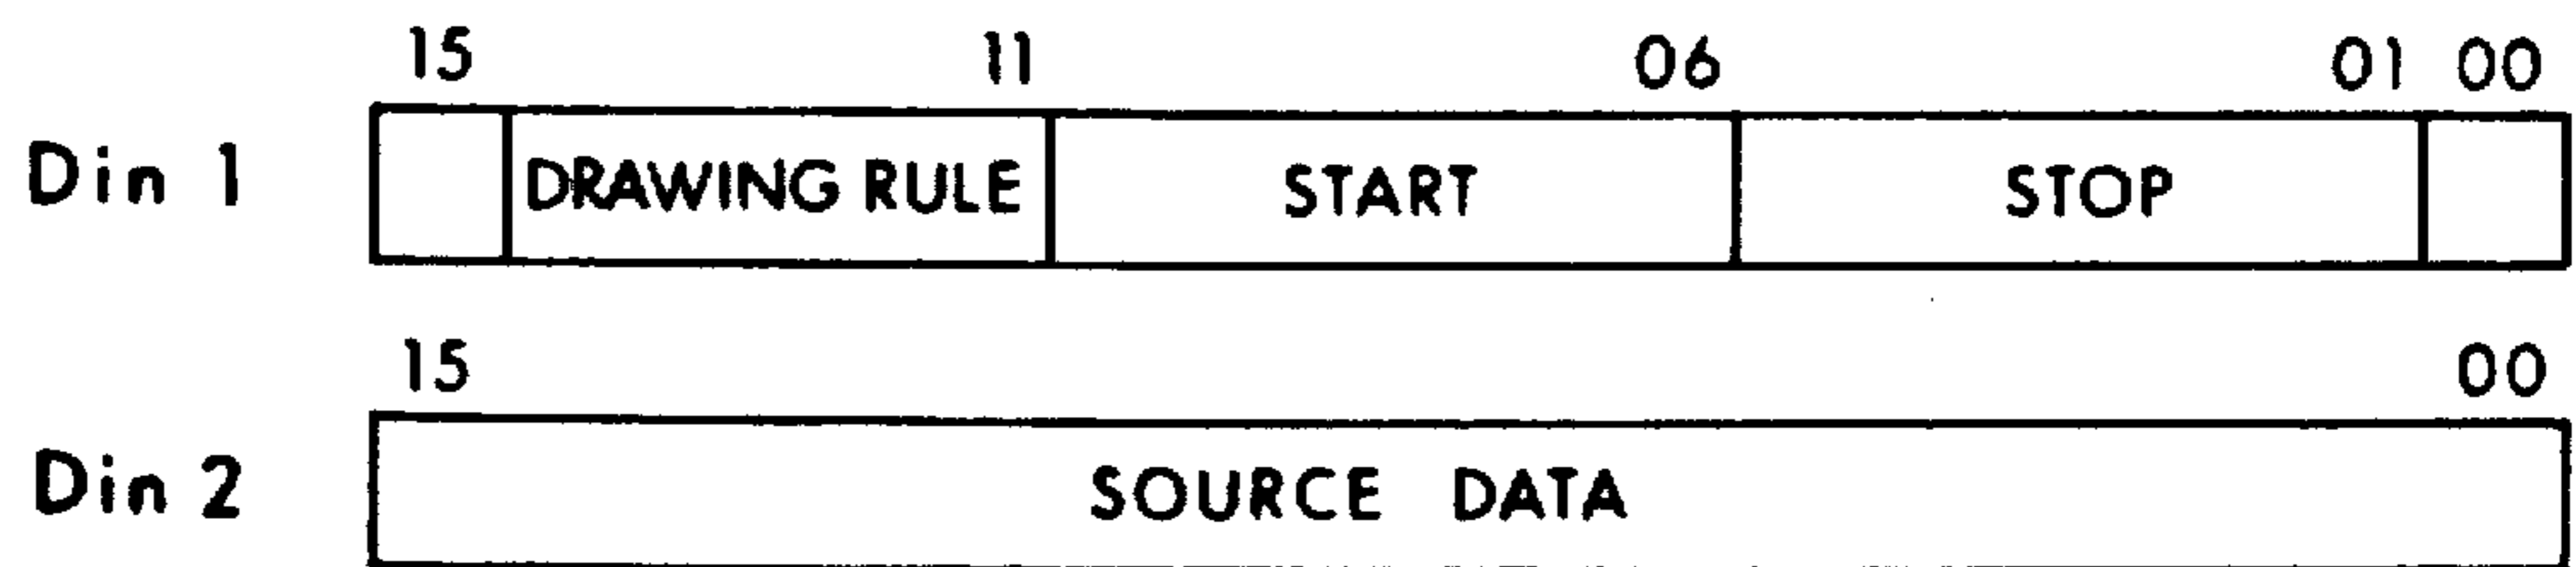 15 11 06 01 00
Din 1 DRAWING RULE START STOP
15 00
Din 2 SOURCE DATA